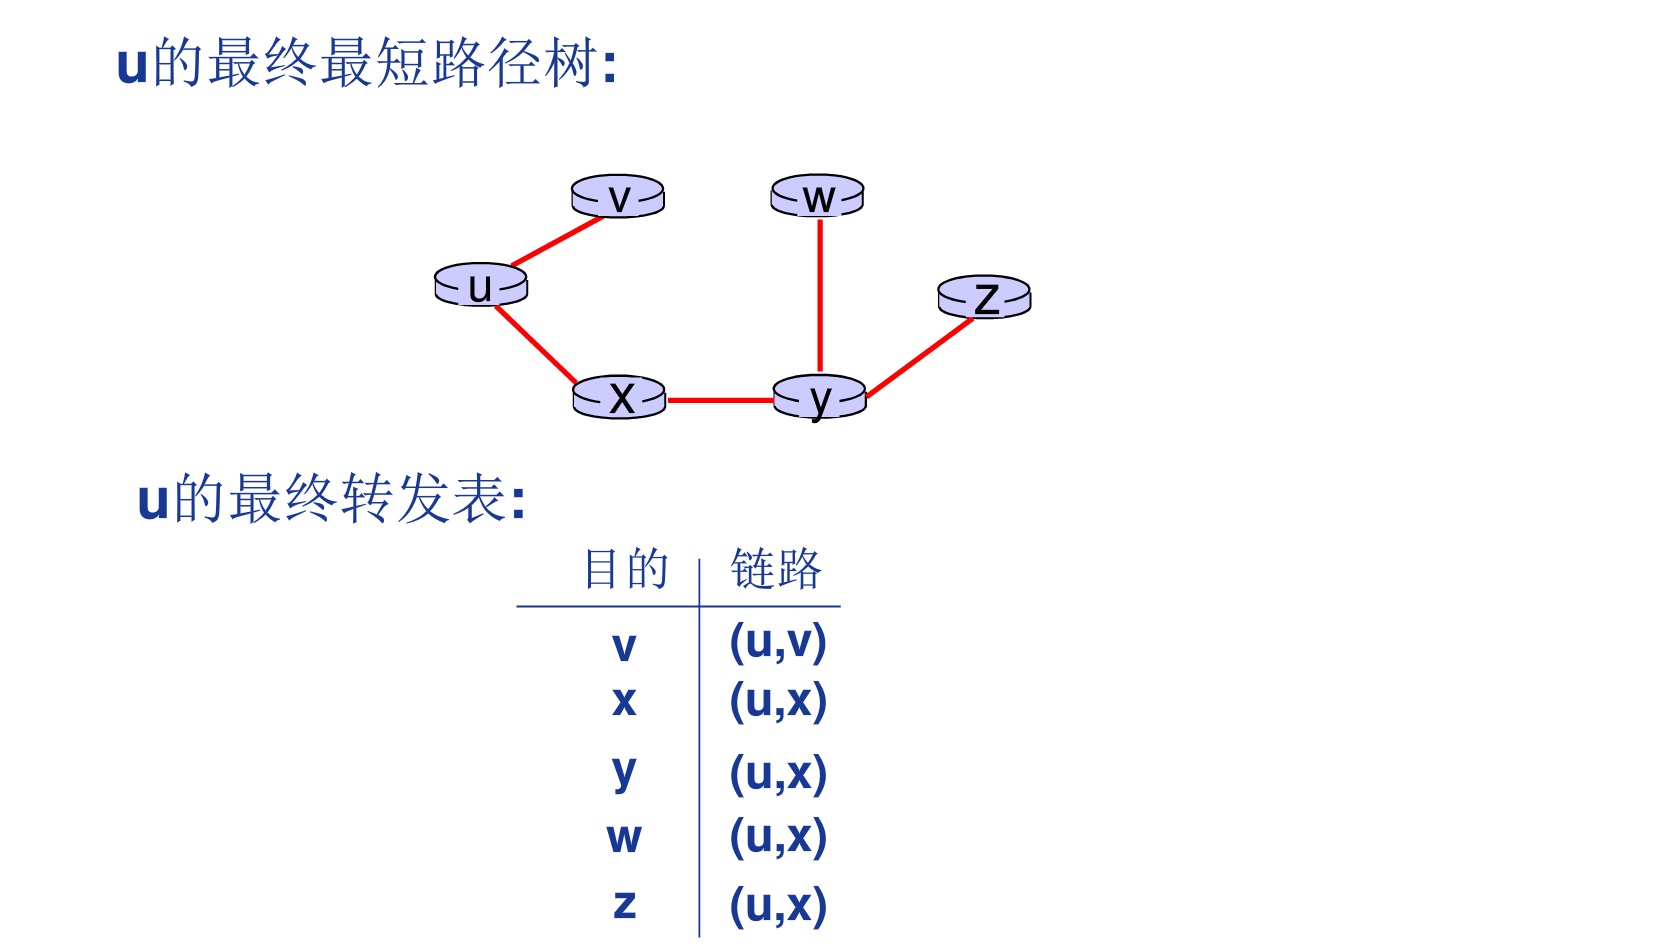 u的最终最短路径树:
v w
u z
x y
u的最终转发表:
目的 链路
v (u,v)
x (u,x)
y (u,x)
w (u,x)
z (u,x)